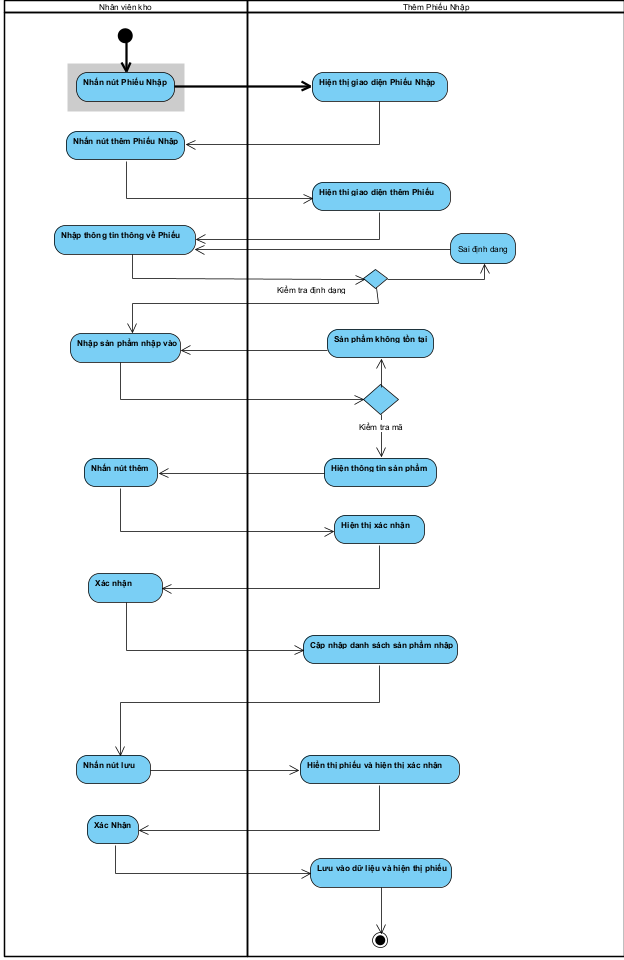 Nhân viên kho
Thêm Phiếu Nhập
Nhấn nút Phiếu Nhập
Hiện thị giao diện Phiếu Nhập
Nhấn nút thêm Phiếu Nhập
Hiện thi giao diện thêm Phiếu
Nhập thông tin thông về Phiếu
Sai định dang
Kiểm tra định dạng
Nhập sản phẩm nhập vào
Sản phẩm không tồn tại
Kiểm tra mã
Nhấn nút thêm
Hiện thông tin sản phẩm
Hiện thị xác nhận
Xác nhận
Cập nhập danh sách sản phẩm nhập
Nhấn nút lưu
Hiển thị phiếu và hiện thị xác nhận
Xác Nhận
Lưu vào dữ liệu và hiện thị phiếu